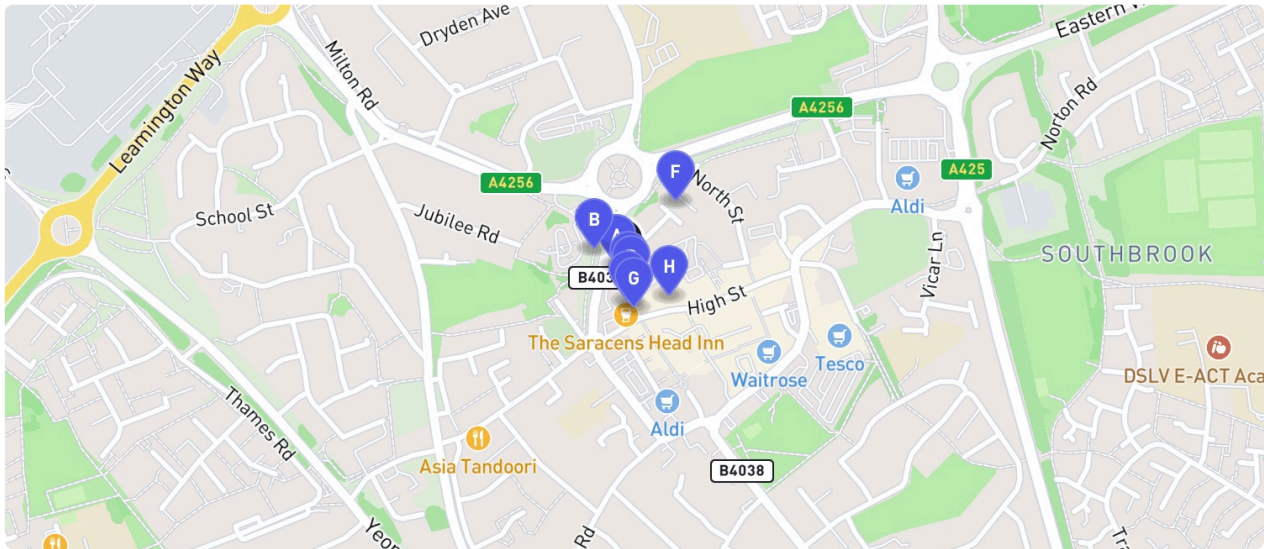 Dryden Ave
Eastern
Leamington Way
Milton Rd
A4256
Norton Rd
F
North St
A4256
A425
Aldi
School St
Jubilee Rd
B
A
SOUTHBROOK
Vicar Ln
B403
G
H
High St
The Saracens Head Inn
Tesco
Waitrose
DSLV E-ACT Aca
Thames Rd
Aldi
Asia Tandoori
B4038
Yeo
Rd